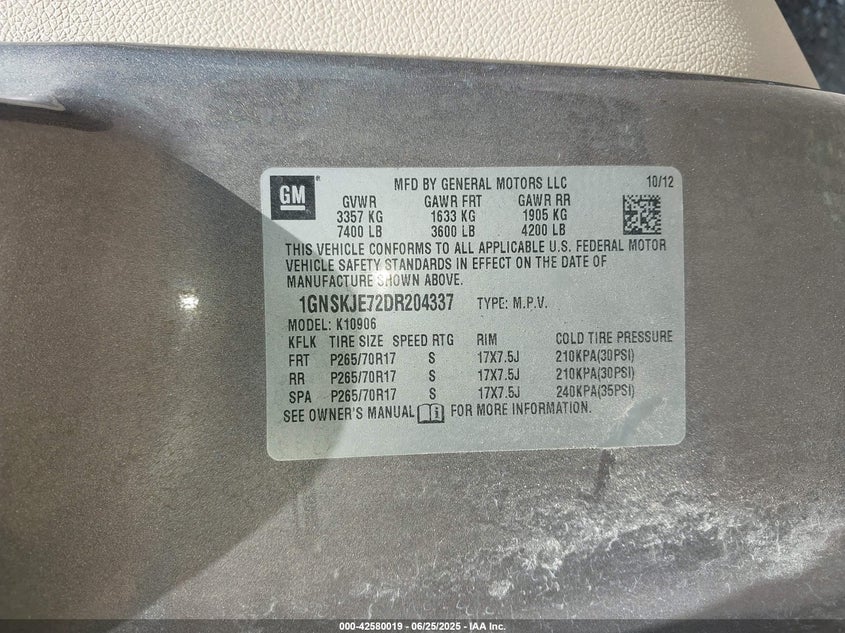 GM
MFD BY GENERAL MOTORS LLC 10/12
GVWR GAWR FRT GAWR RR
3357 KG 1633 KG 1905 KG
7400 LB 3600 LB 4200 LB
THIS VEHICLE CONFORMS TO ALL APPLICABLE U.S. FEDERAL MOTOR
VEHICLE SAFETY STANDARDS IN EFFECT ON THE DATE OF
MANUFACTURE SHOWN ABOVE.
1GNSKJE72DR204337 TYPE: M.P.V.
MODEL: K10906
KFLK TIRE SIZE SPEED RTG RIM COLD TIRE PRESSURE
FRT P265/70R17 S 17X7.5J 210KPA(30PSI)
RR P265/70R17 S 17X7.5J 210KPA(30PSI)
SPA P265/70R17 S 17X7.5J 240KPA(35PSI)
SEE OWNER'S MANUAL FOR MORE INFORMATION.
000-42580019 - 06/25/2025 - IAA Inc.